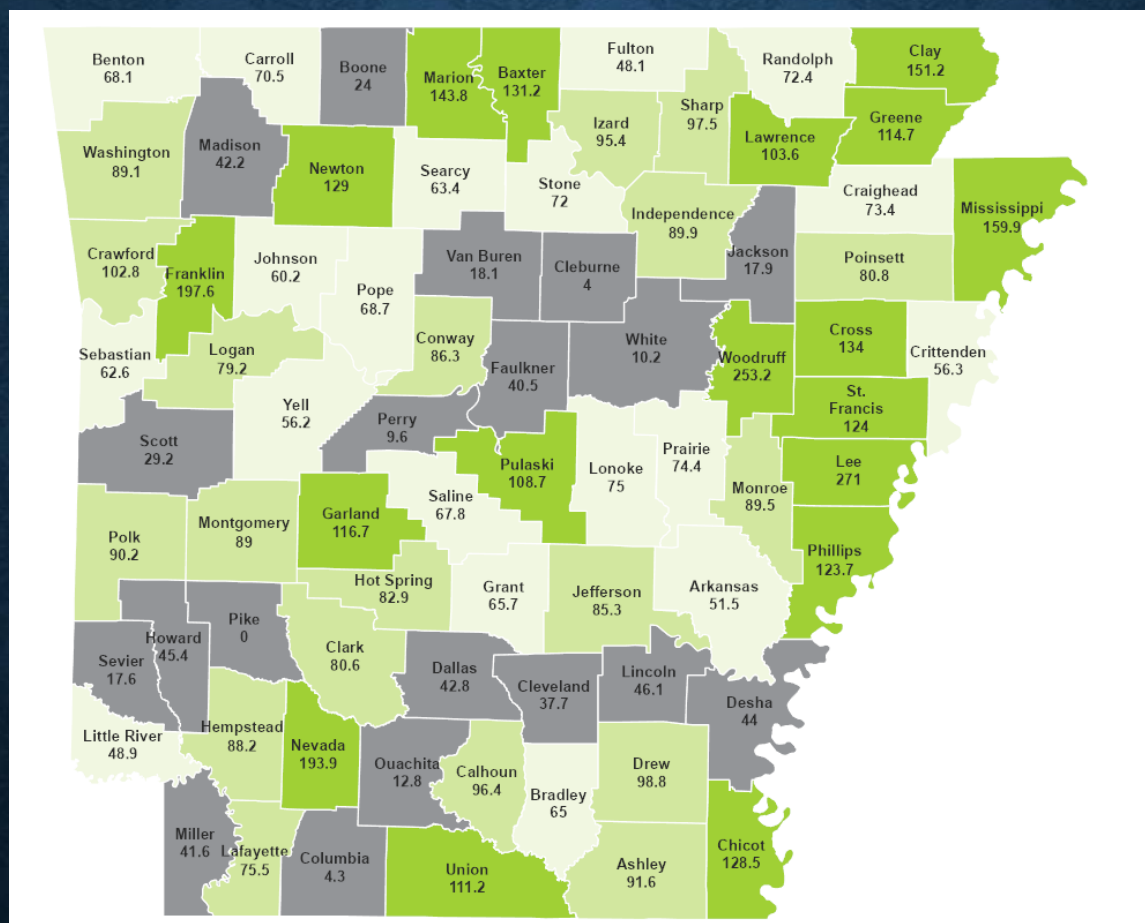 Benton
68.1
Carroll
70.5
Boone
24
Marion
143.8
Baxter
131.2
Fulton
48.1
Randolph
72.4
Clay
151.2
Sharp
97.5
Izard
95.4
Greene
114.7
Lawrence
103.6
Washington
89.1
Madison
42.2
Newton
129
Searcy
63.4
Stone
72
Craighead
73.4
Mississippi
159.9
Independence
89.9
Crawford
102.8
Franklin
197.6
Johnson
60.2
Van Buren
18.1
Cleburne
4
Jackson
17.9
Poinsett
80.8
Pope
68.7
Conway
86.3
White
10.2
Cross
134
Sebastian
62.6
Logan
79.2
Faulkner
40.5
Woodruff
253.2
Crittenden
56.3
Yell
56.2
St.
Francis
124
Perry
9.6
Scott
29.2
Pulaski
108.7
Lonoke
75
Prairie
74.4
Lee
271
Saline
67.8
Monroe
89.5
Garland
116.7
Montgomery
89
Polk
90.2
Phillips
123.7
Hot Spring
82.9
Grant
65.7
Jefferson
85.3
Arkansas
51.5
Pike
0
Howard
45.4
Clark
80.6
Sevier
17.6
Dallas
42.8
Cleveland
37.7
Lincoln
46.1
Desha
44
Little River
48.9
Hempstead
88.2
Nevada
193.9
Ouachita
12.8
Calhoun
96.4
Drew
98.8
Bradley
65
Miller
41.6
Lafayette
75.5
Columbia
4.3
Union
111.2
Ashley
91.6
Chicot
128.5